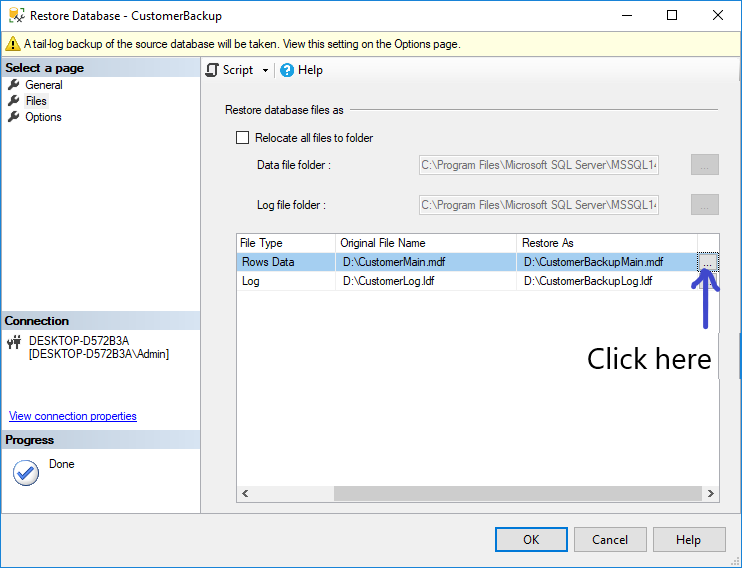 Restore Database - CustomerBackup
A tail-log backup of the source database will be taken. View this setting on the Options page.
Select a page
General
Files
Options
Script
Help
Restore database files as
Relocate all files to folder
Data file folder :
C:\Program Files\Microsoft SQL Server\MSSQL14
...
Log file folder :
C:\Program Files\Microsoft SQL Server\MSSQL14
...
File Type Original File Name Restore As
Rows Data D:\CustomerMain.mdf D:\CustomerBackupMain.mdf ...
Log D:\CustomerLog.ldf D:\CustomerBackupLog.ldf
Click here
Connection
DESKTOP-D572B3A
[DESKTOP-D572B3A\Admin]
View connection properties
Progress
Done
OK
Cancel
Help